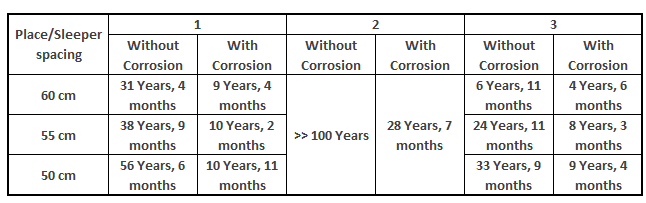 Place/Sleeper spacing 1 2 3
Without Corrosion With Corrosion Without Corrosion With Corrosion Without Corrosion With Corrosion
60 cm 31 Years, 4 months 9 Years, 4 months >> 100 Years 28 Years, 7 months 6 Years, 11 months 4 Years, 6 months
55 cm 38 Years, 9 months 10 Years, 2 months 24 Years, 11 months 8 Years, 3 months
50 cm 56 Years, 6 months 10 Years, 11 months 33 Years, 9 months 9 Years, 4 months